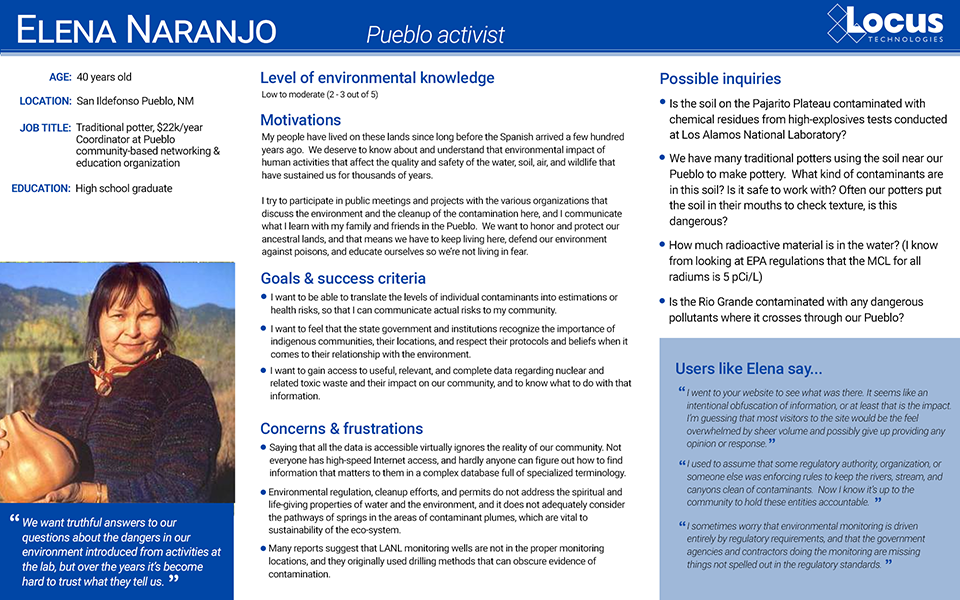 ELENA NARANJO
Pueblo activist
Locus
TECHNOLOGIES
AGE: 40 years old
LOCATION: San Ildefonso Pueblo, NM
JOB TITLE: Traditional potter, $22k/year
Coordinator at Pueblo
community-based networking &
education organization
EDUCATION: High school graduate
“ We want truthful answers to our
questions about the dangers in our
environment introduced from activities at
the lab, but over the years it’s become
hard to trust what they tell us. ”
Level of environmental knowledge
Low to moderate (2 - 3 out of 5)
Motivations
My people have lived on these lands since long before the Spanish arrived a few hundred
years ago. We deserve to know about and understand that environmental impact of
human activities that affect the quality and safety of the water, soil, air, and wildlife that
have sustained us for thousands of years.
I try to participate in public meetings and projects with the various organizations that
discuss the environment and the cleanup of the contamination here, and I communicate
what I learn with my family and friends in the Pueblo. We want to honor and protect our
ancestral lands, and that means we have to keep living here, defend our environment
against poisons, and educate ourselves so we’re not living in fear.
Goals & success criteria
• I want to be able to translate the levels of individual contaminants into estimations or
health risks, so that I can communicate actual risks to my community.
• I want to feel that the state government and institutions recognize the importance of
indigenous communities, their locations, and respect their protocols and beliefs when it
comes to their relationship with the environment.
• I want to gain access to useful, relevant, and complete data regarding nuclear and
related toxic waste and their impact on our community, and to know what to do with that
information.
Concerns & frustrations
• Saying that all the data is accessible virtually ignores the reality of our community. Not
everyone has high-speed Internet access, and hardly anyone can figure out how to find
information that matters to them in a complex database full of specialized terminology.
• Environmental regulation, cleanup efforts, and permits do not address the spiritual and
life-giving properties of water and the environment, and it does not adequately consider
the pathways of springs in the areas of contaminant plumes, which are vital to
sustainability of the eco-system.
• Many reports suggest that LANL monitoring wells are not in the proper monitoring
locations, and they originally used drilling methods that can obscure evidence of
contamination.
Possible inquiries
• Is the soil on the Pajarito Plateau contaminated with
chemical residues from high-explosives tests conducted
at Los Alamos National Laboratory?
• We have many traditional potters using the soil near our
Pueblo to make pottery. What kind of contaminants are
in this soil? Is it safe to work with? Often our potters put
the soil in their mouths to check texture, is this
dangerous?
• How much radioactive material is in the water? (I know
from looking at EPA regulations that the MCL for all
radiums is 5 pCi/L)
• Is the Rio Grande contaminated with any dangerous
pollutants where it crosses through our Pueblo?
Users like Elena say...
“ I went to your website to see what was there. It seems like an
intentional obfuscation of information, or at least that is the impact.
I’m guessing that most visitors to the site would be the feel
overwhelmed by sheer volume and possibly give up providing any
opinion or response. ”
“ I used to assume that some regulatory authority, organization, or
someone else was enforcing rules to keep the rivers, stream, and
canyons clean of contaminants. Now I know it’s up to the
community to hold these entities accountable. ”
“ I sometimes worry that environmental monitoring is driven
entirely by regulatory requirements, and that the government
agencies and contractors doing the monitoring are missing
things not spelled out in the regulatory standards. ”